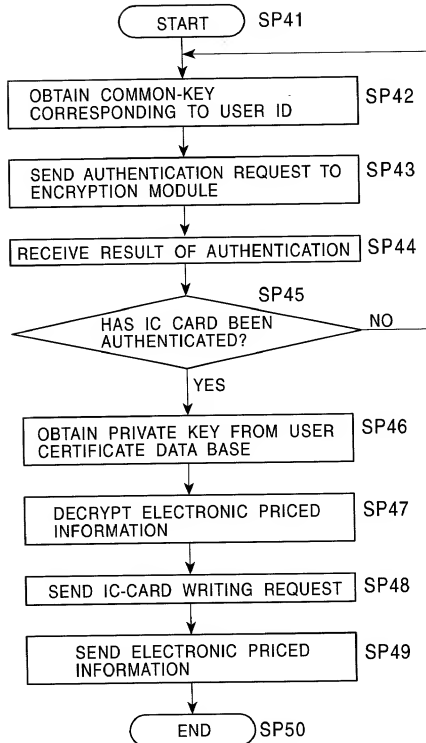 START SP41
OBTAIN COMMON-KEY
CORRESPONDING TO USER ID
SP42
SEND AUTHENTICATION REQUEST TO
ENCRYPTION MODULE
SP43
RECEIVE RESULT OF AUTHENTICATION
SP44
SP45
HAS IC CARD BEEN
AUTHENTICATED?
NO
YES
OBTAIN PRIVATE KEY FROM USER
CERTIFICATE DATA BASE
SP46
DECRYPT ELECTRONIC PRICED
INFORMATION
SP47
SEND IC-CARD WRITING REQUEST
SP48
SEND ELECTRONIC PRICED
INFORMATION
SP49
END SP50